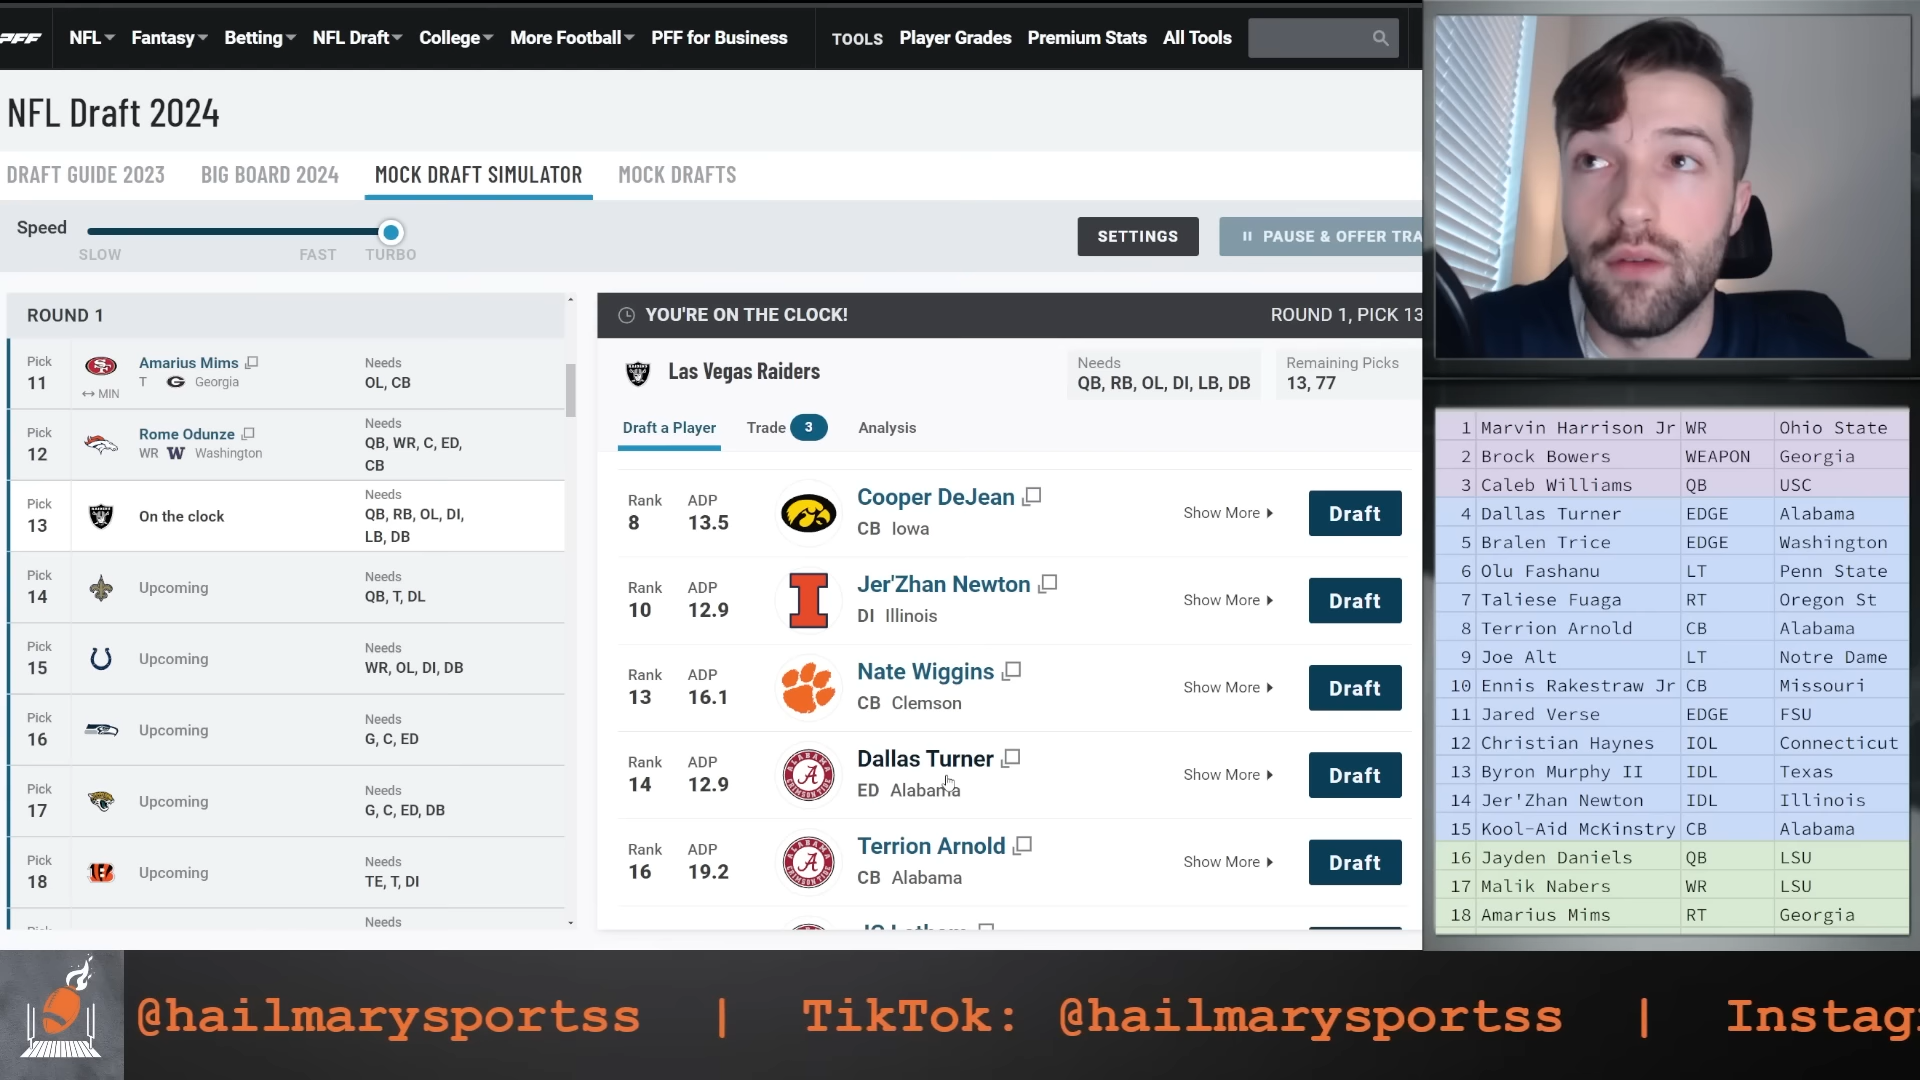 PFF NFL Fantasy Betting NFL Draft College More Football PFF for Business TOOLS Player Grades Premium Stats All Tools
NFL Draft 2024
DRAFT GUIDE 2023 BIG BOARD 2024 MOCK DRAFT SIMULATOR MOCK DRAFTS
Speed
SLOW FAST TURBO
SETTINGS
PAUSE & OFFER TRA
ROUND 1
Pick 11
MIN
Amarius Mims
T G Georgia
Needs
OL, CB
Pick 12
Rome Odunze
WR W Washington
Needs
QB, WR, C, ED,
CB
Pick 13
On the clock
Needs
QB, RB, OL, DI,
LB, DB
Pick 14
Upcoming
Needs
QB, T, DL
Pick 15
Upcoming
Needs
WR, OL, DI, DB
Pick 16
Upcoming
Needs
G, C, ED
Pick 17
Upcoming
Needs
G, C, ED, DB
Pick 18
Upcoming
Needs
TE, T, DI
Needs
YOU'RE ON THE CLOCK! ROUND 1, PICK 13
RAIDERS
Las Vegas Raiders
Needs
QB, RB, OL, DI, LB, DB
Remaining Picks
13, 77
Draft a Player Trade 3 Analysis
Rank 8 ADP 13.5
Cooper DeJean
CB Iowa
Show More Draft
Rank 10 ADP 12.9
I
Jer'Zhan Newton
DI Illinois
Show More Draft
Rank 13 ADP 16.1
Nate Wiggins
CB Clemson
Show More Draft
Rank 14 ADP 12.9
A
Dallas Turner
ED Alabama
Show More Draft
Rank 16 ADP 19.2
A
Terrion Arnold
CB Alabama
Show More Draft
1 Marvin Harrison Jr WR Ohio State
2 Brock Bowers WEAPON Georgia
3 Caleb Williams QB USC
4 Dallas Turner EDGE Alabama
5 Bralen Trice EDGE Washington
6 Olu Fashanu LT Penn State
7 Taliese Fuaga RT Oregon St
8 Terrion Arnold CB Alabama
9 Joe Alt LT Notre Dame
10 Ennis Rakestraw Jr CB Missouri
11 Jared Verse EDGE FSU
12 Christian Haynes IOL Connecticut
13 Byron Murphy II IDL Texas
14 Jer'Zhan Newton IDL Illinois
15 Kool-Aid McKinstry CB Alabama
16 Jayden Daniels QB LSU
17 Malik Nabers WR LSU
18 Amarius Mims RT Georgia
@hailmarysportss | TikTok: @hailmarysportss | Instag